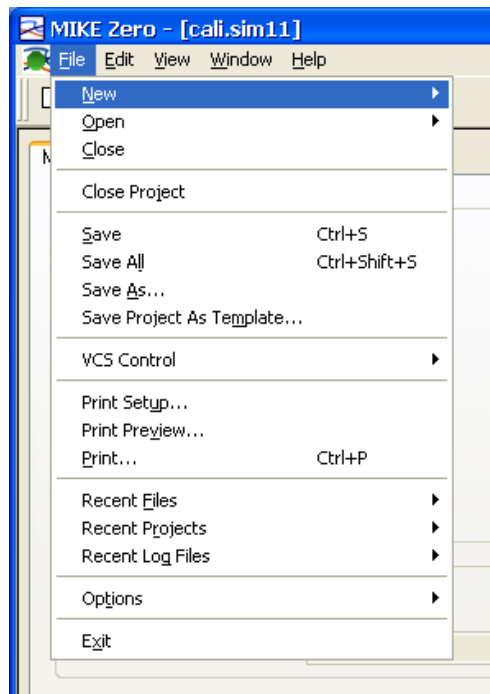 MIKE Zero - [cali.sim11]
File Edit View Window Help
New
Open
Close
Close Project
Save Ctrl+S
Save All Ctrl+Shift+S
Save As...
Save Project As Template...
VCS Control
Print Setup...
Print Preview...
Print... Ctrl+P
Recent Files
Recent Projects
Recent Log Files
Options
Exit